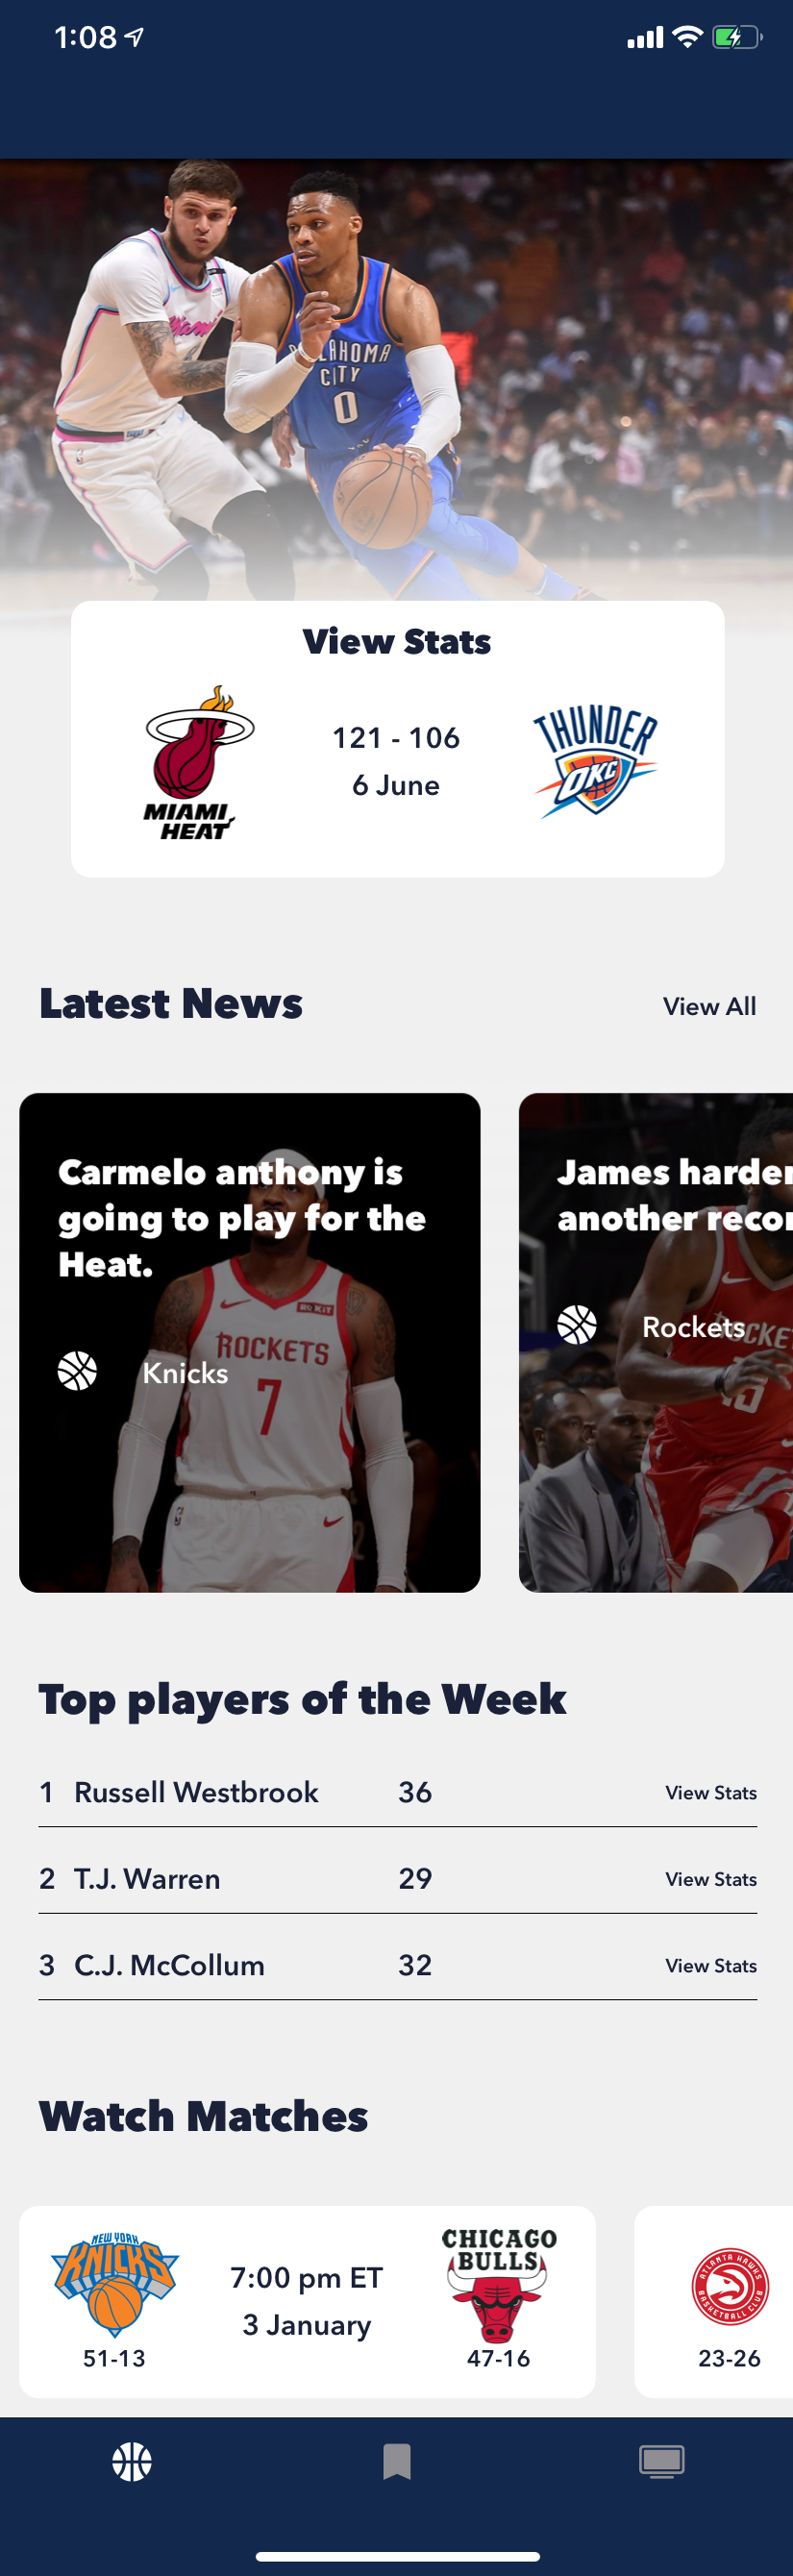 1:08
Miami
OKLAHOMA
CITY
0
View Stats
121 - 106
6 June
MIAMI
HEAT
THUNDER
OKC
Latest News
View All
Carmelo anthony is
going to play for the
Heat.
Knicks
ROKiT
ROCKETS
7
James harden
another recor
Rockets
Top players of the Week
1 Russell Westbrook 36 View Stats
2 T.J. Warren 29 View Stats
3 C.J. McCollum 32 View Stats
Watch Matches
NEW YORK
KNICKS
51-13
7:00 pm ET
3 January
CHICAGO
BULLS
47-16
ATLANTA HAWKS
BASKETBALL CLUB
23-26